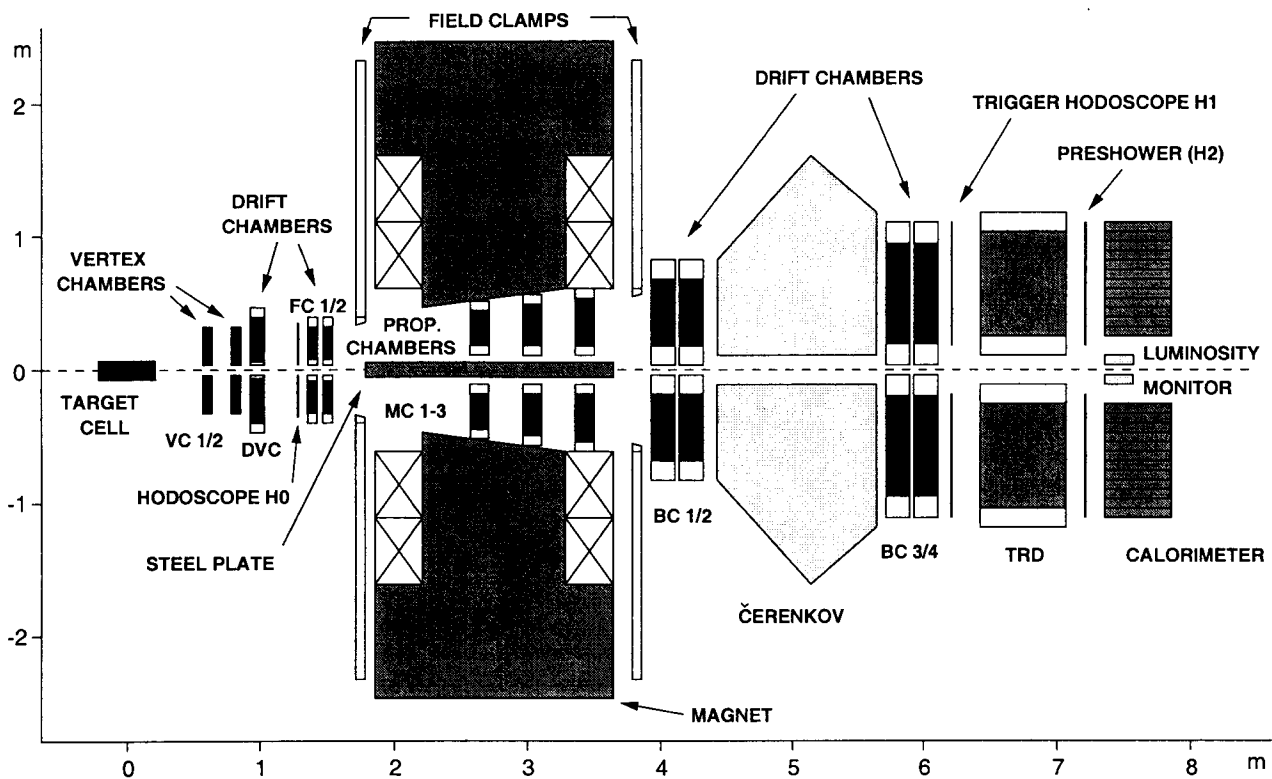 FIELD CLAMPS
m
DRIFT CHAMBERS
TRIGGER HODOSCOPE H1
PRESHOWER (H2)
2
DRIFT
CHAMBERS
1
VERTEX
CHAMBERS
FC 1/2
PROP.
CHAMBERS
LUMINOSITY
0
MONITOR
TARGET
CELL
MC 1-3
VC 1/2
DVC
HODOSCOPE H0
-1
BC 1/2
BC 3/4
TRD
CALORIMETER
STEEL PLATE
ČERENKOV
-2
MAGNET
0 1 2 3 4 5 6 7 8 m